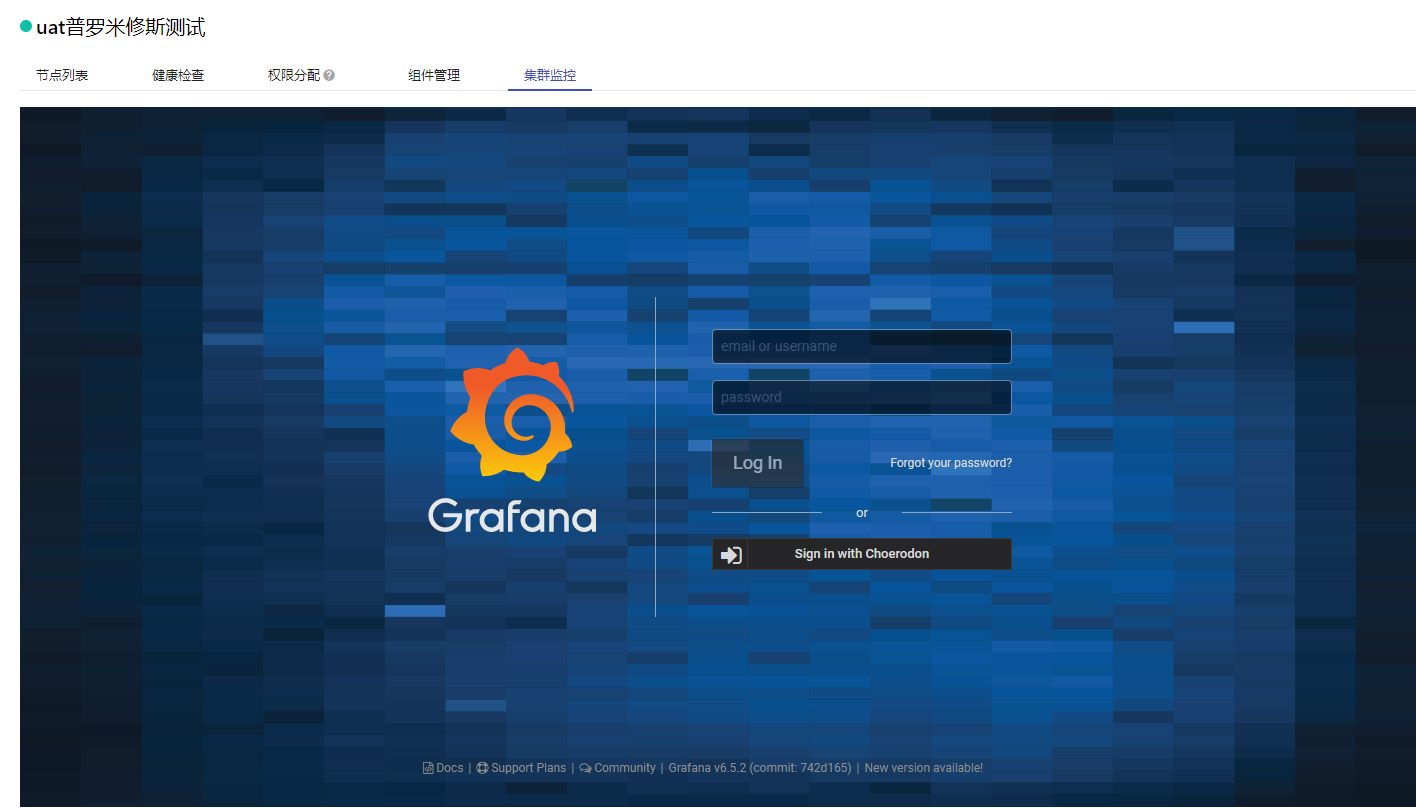 uat普罗米修斯测试
节点列表 健康检查 权限分配 ? 组件管理 集群监控
email or username
password
Log In Forgot your password?
or
Sign in with Choerodon
Grafana
Docs | Support Plans | Community | Grafana v6.5.2 (commit: 742d165) | New version available!